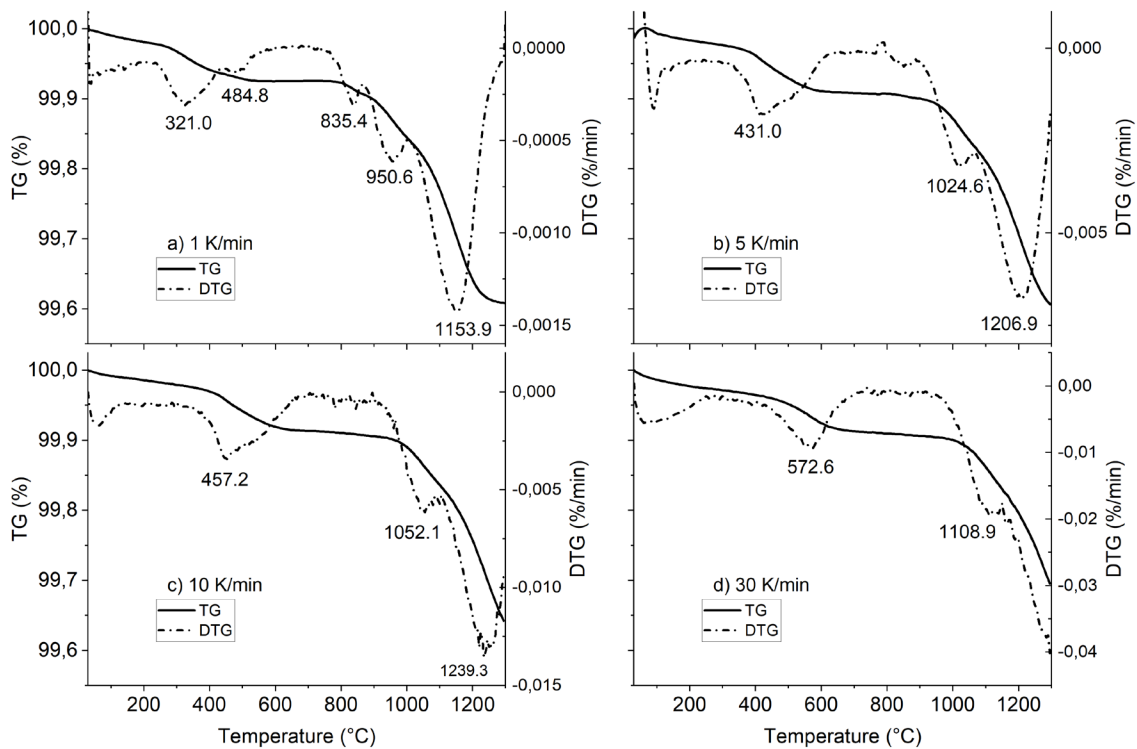 100,0
99,9
99,8
99,7
99,6
TG (%)
0,0000
-0,0005
-0,0010
-0,0015
DTG (%/min)
321.0
484.8
835.4
950.6
1153.9
a) 1 K/min
TG
DTG
0,000
-0,005
DTG (%/min)
431.0
1024.6
1206.9
b) 5 K/min
TG
DTG
100,0
99,9
99,8
99,7
99,6
TG (%)
0,000
-0,005
-0,010
-0,015
DTG (%/min)
457.2
1052.1
1239.3
c) 10 K/min
TG
DTG
200 400 600 800 1000 1200
Temperature (°C)
0,00
-0,01
-0,02
-0,03
-0,04
DTG (%/min)
572.6
1108.9
d) 30 K/min
TG
DTG
200 400 600 800 1000 1200
Temperature (°C)